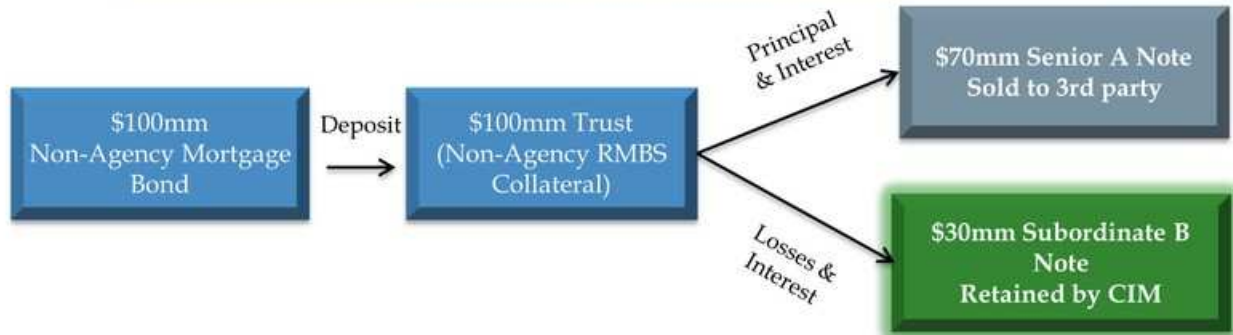 $100mm
Non-Agency Mortgage
Bond
Deposit
$100mm Trust
(Non-Agency RMBS
Collateral)
Principal
& Interest
$70mm Senior A Note
Sold to 3rd party
Losses &
Interest
$30mm Subordinate B
Note
Retained by CIM